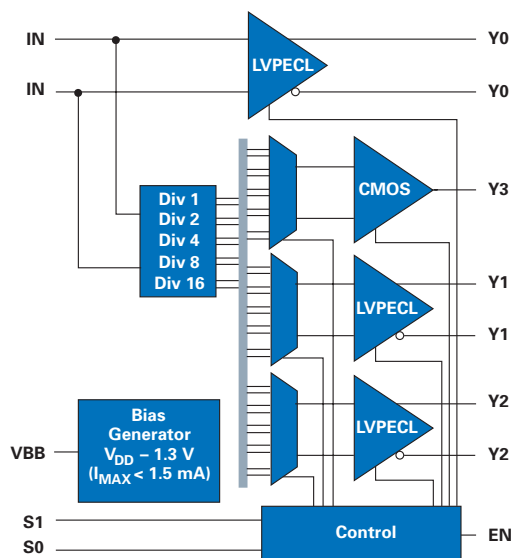 IN
LVPECL
Y0
IN
Y0
Div 1
Div 2
Div 4
Div 8
Div 16
CMOS
Y3
Y1
LVPECL
Y1
Bias
Generator
VDD – 1.3 V
(IMAX < 1.5 mA)
VBB
Y2
LVPECL
Y2
S1
S0
Control
EN